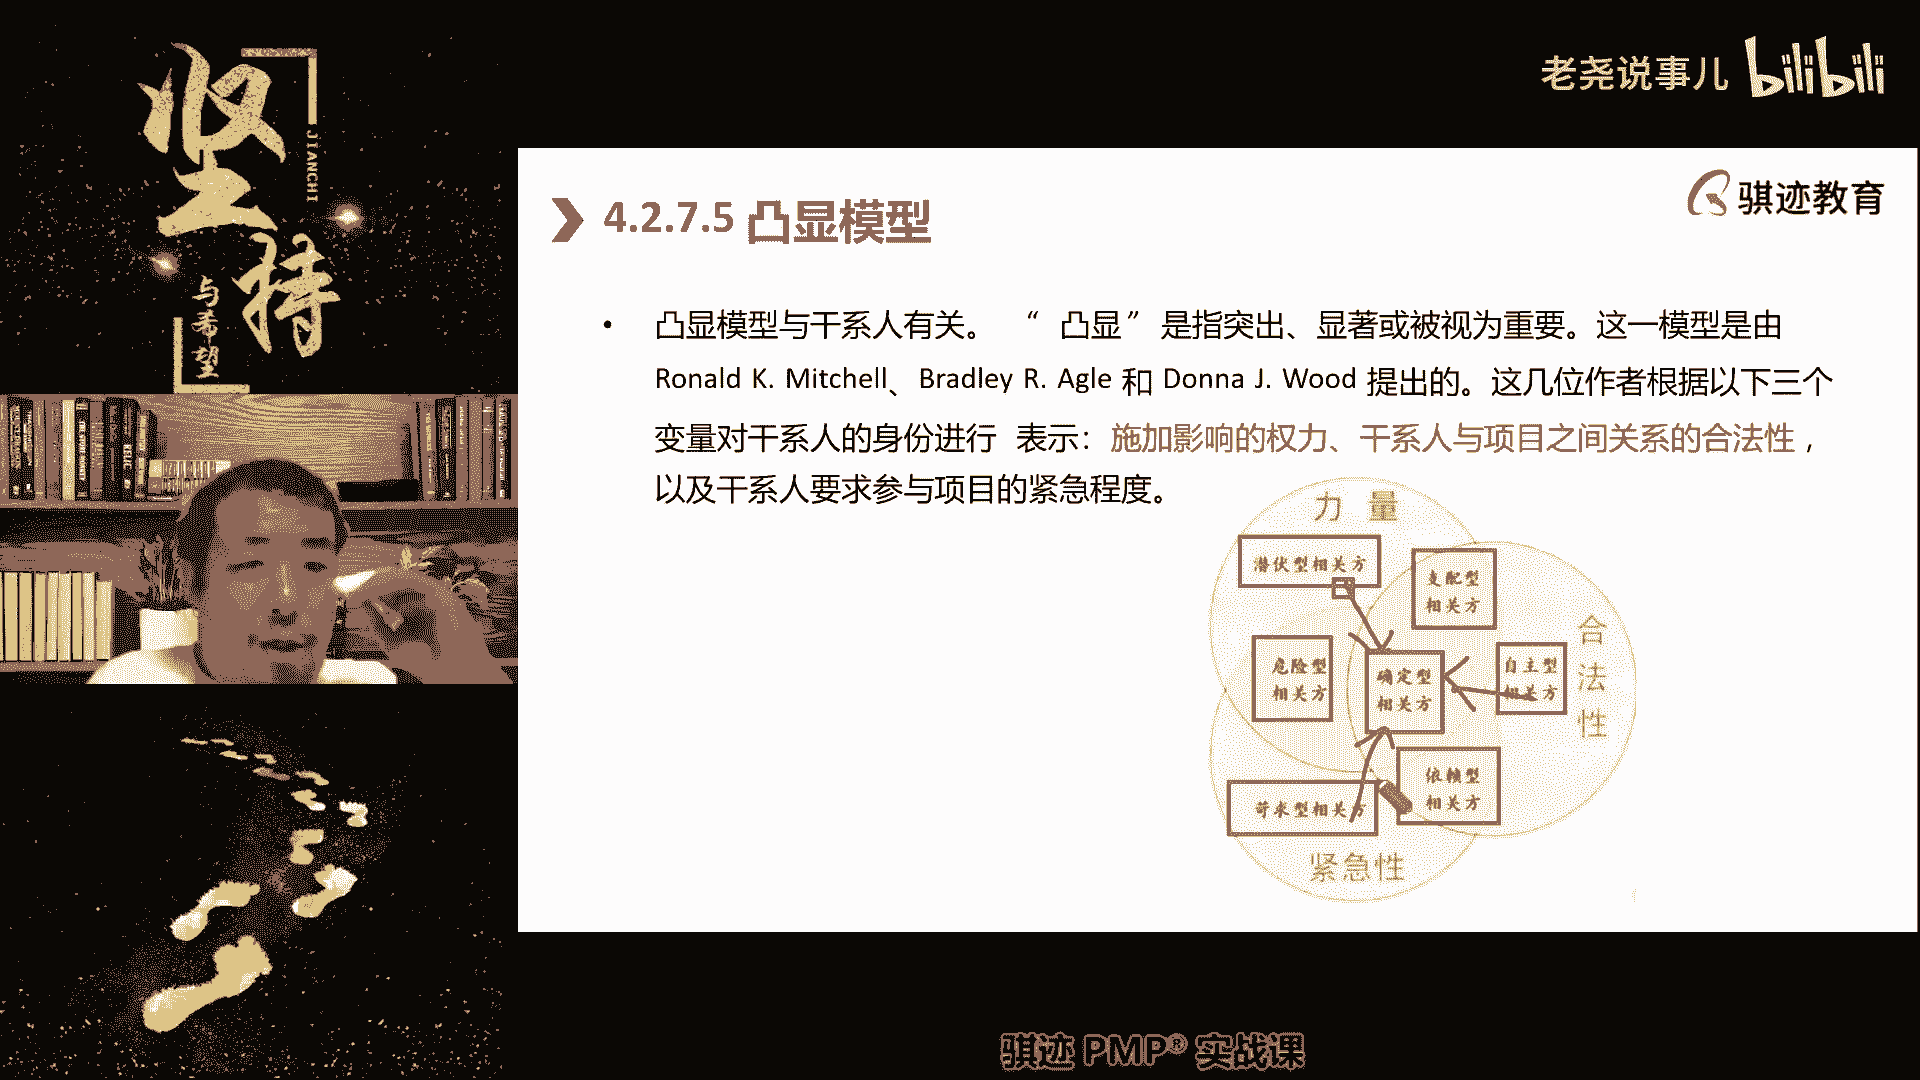 坚持
JIANCHI
与希望
老尧说事儿 bilibili
骐迹教育
4.2.7.5 凸显模型
• 凸显模型与干系人有关。 “ 凸显” 是指突出、显著或被视为重要。这一模型是由
Ronald K. Mitchell、Bradley R. Agle 和 Donna J. Wood 提出的。这几位作者根据以下三个
变量对干系人的身份进行 表示：施加影响的权力、干系人与项目之间关系的合法性，
以及干系人要求参与项目的紧急程度。
力 量
潜伏型相关方
支配型
相关方
合法性
危险型
相关方
确定型
相关方
自主型
相关方
依赖型
相关方
苛求型相关方
紧急性
骐迹 PMP® 实战课